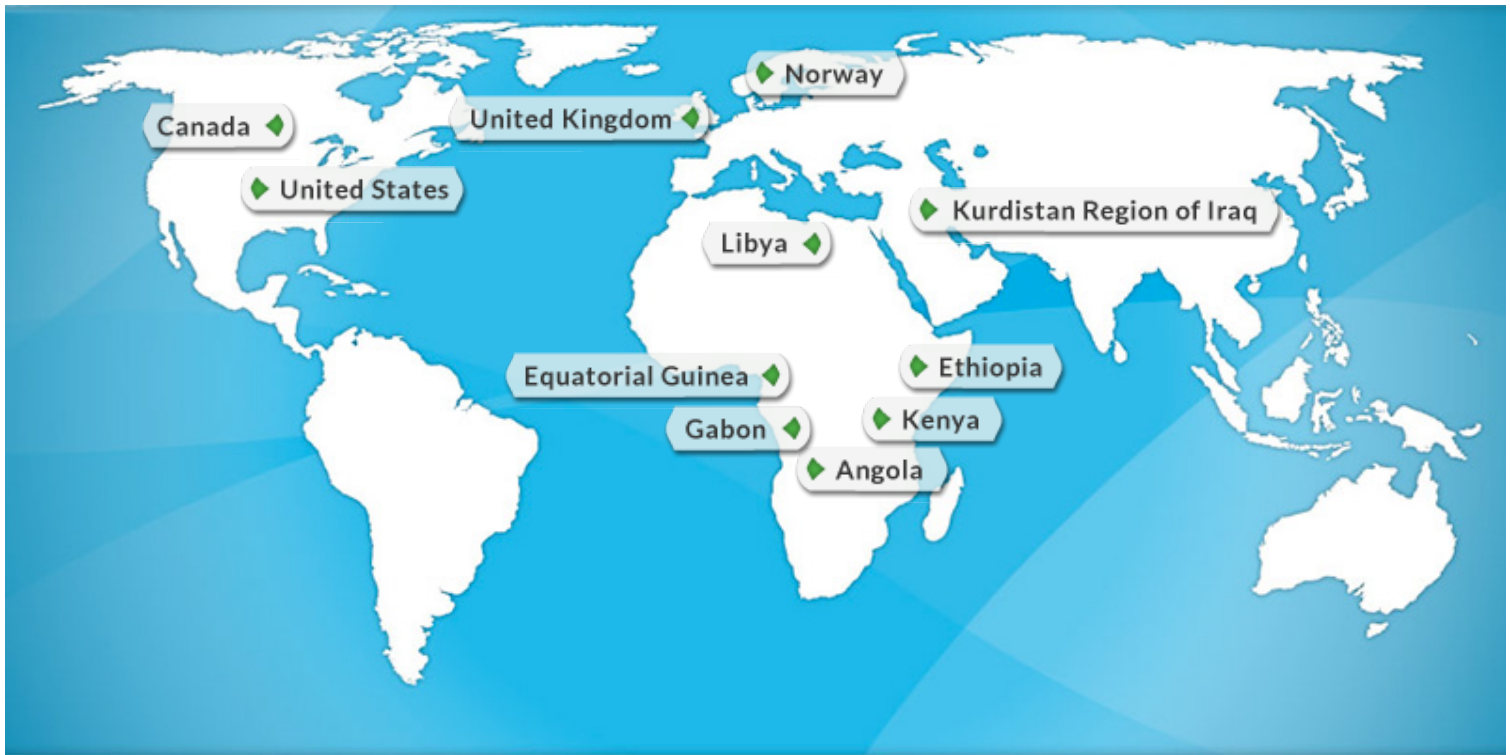 Norway
United Kingdom
Canada
United States
Kurdistan Region of Iraq
Libya
Ethiopia
Equatorial Guinea
Kenya
Gabon
Angola